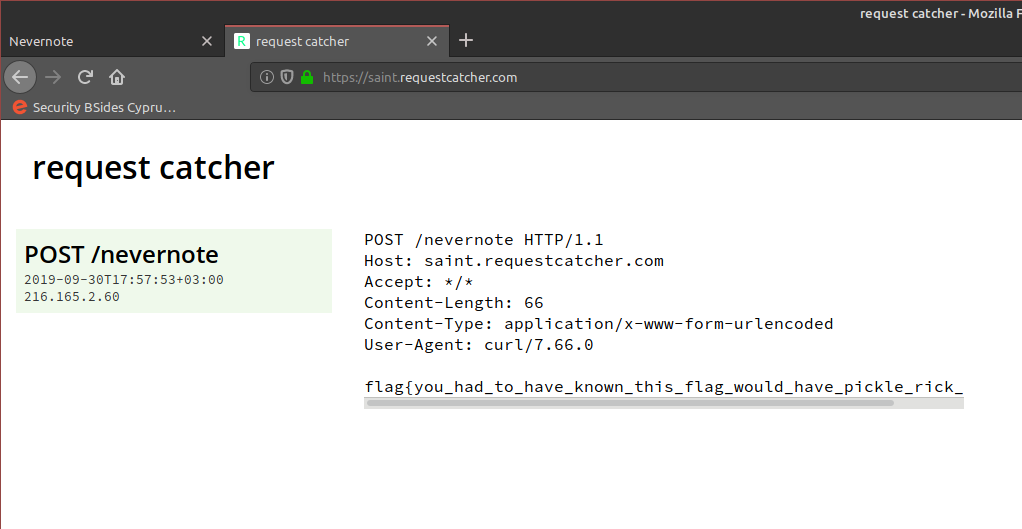 request catcher - Mozilla F
Nevernote
R request catcher
https://saint.requestcatcher.com
Security BSides Cypru…
request catcher
POST /nevernote
2019-09-30T17:57:53+03:00
216.165.2.60
POST /nevernote HTTP/1.1
Host: saint.requestcatcher.com
Accept: */*
Content-Length: 66
Content-Type: application/x-www-form-urlencoded
User-Agent: curl/7.66.0
flag{you_had_to_have_known_this_flag_would_have_pickle_rick_